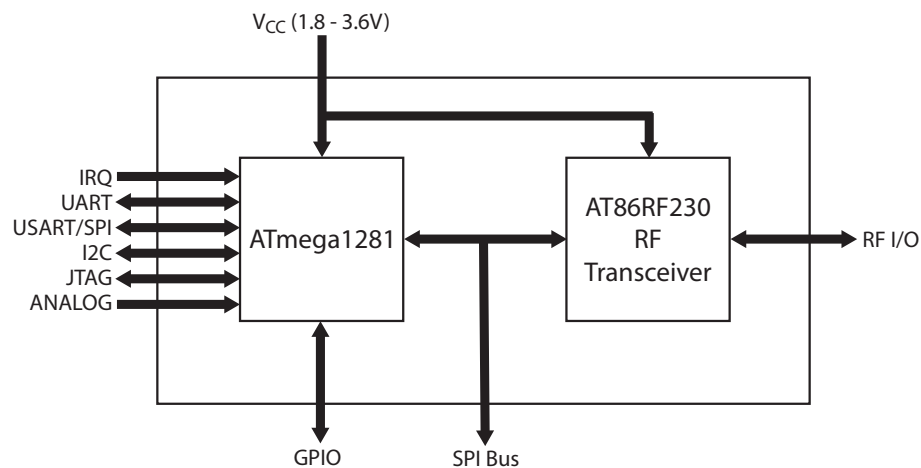 VCC (1.8 - 3.6V)
IRQ
UART
USART/SPI
I2C
JTAG
ANALOG
ATmega1281
AT86RF230
RF
Transceiver
RF I/O
GPIO
SPI Bus